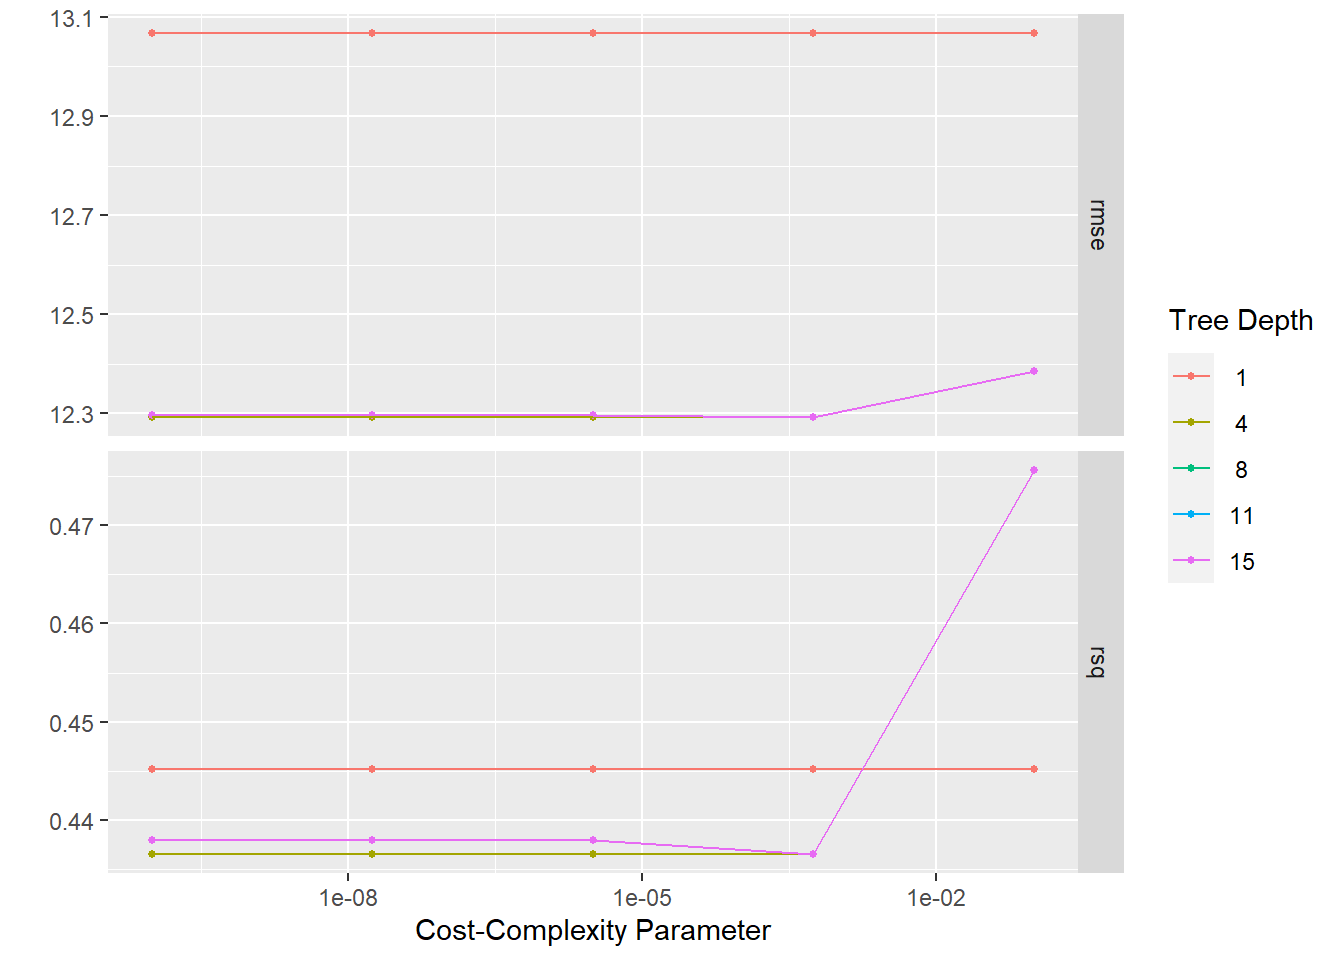 13.1
12.9
12.7
12.5
12.3
rmse
0.47
0.46
0.45
0.44
rsq
1e-08 1e-05 1e-02
Cost-Complexity Parameter
Tree Depth
1
4
8
11
15